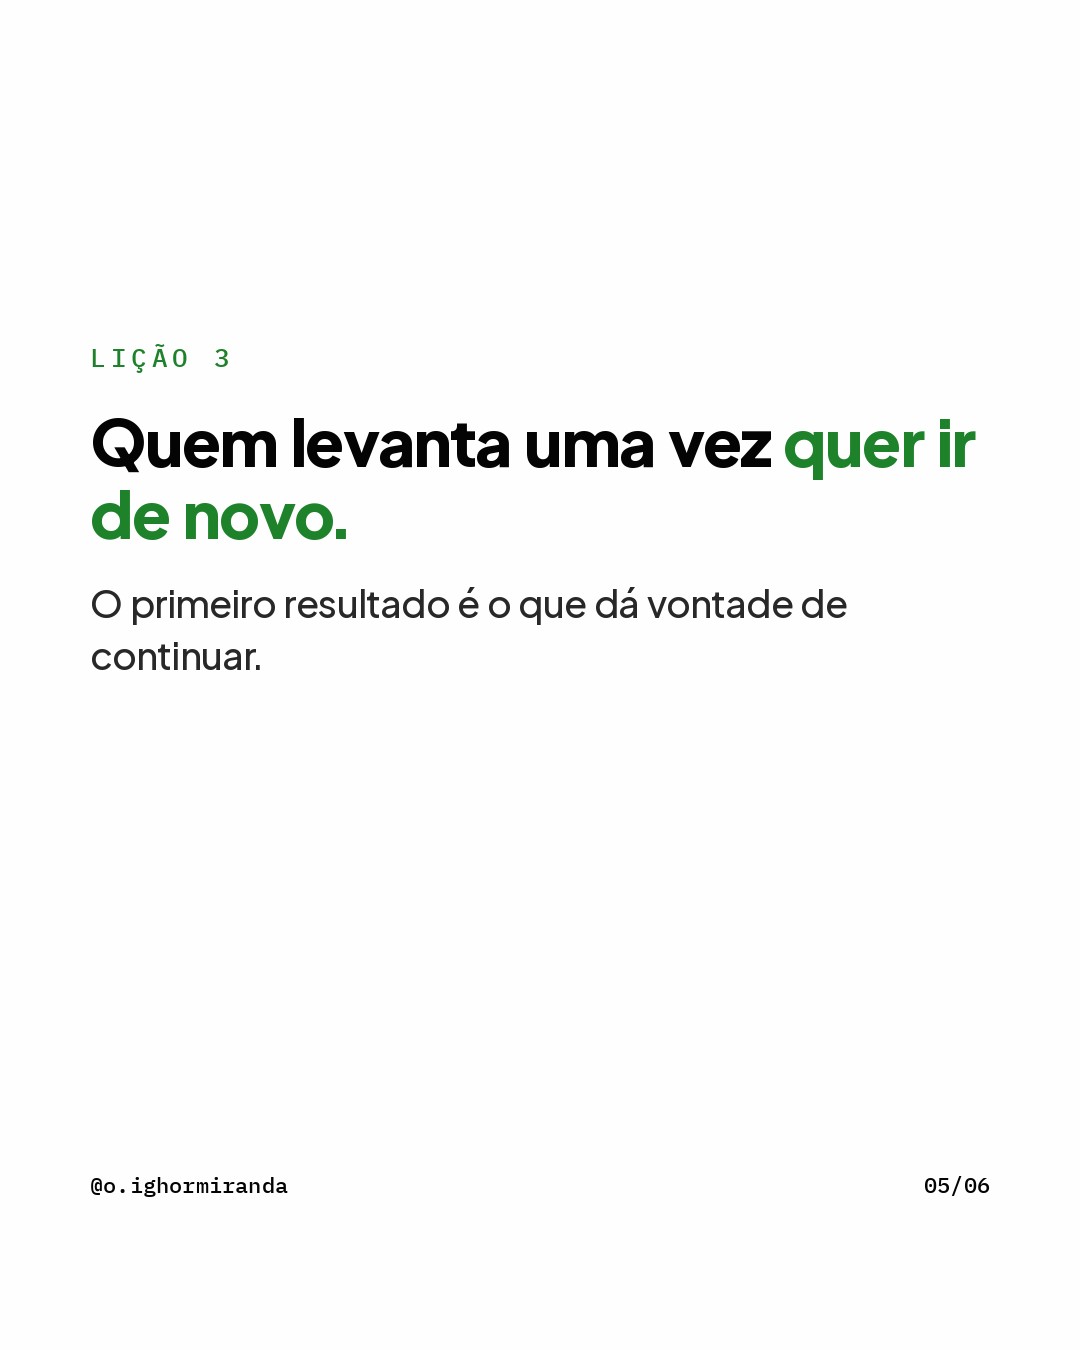 LIÇÃO 3
Quem levanta uma vez quer ir
de novo.
O primeiro resultado é o que dá vontade de
continuar.
@o.ighormiranda
05/06